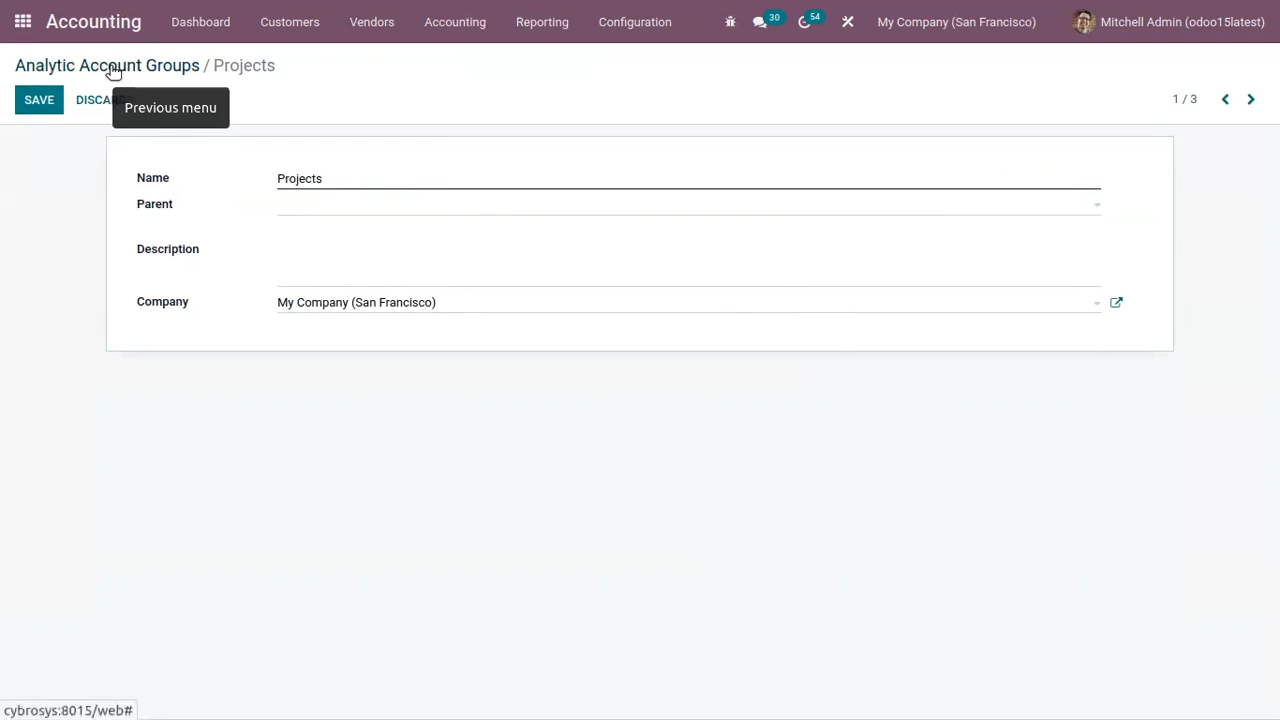 Accounting Dashboard Customers Vendors Accounting Reporting Configuration 30 54 My Company (San Francisco) Mitchell Admin (odoo15latest)
Analytic Account Groups / Projects
SAVE DISCARD 1 / 3
Previous menu
Name Projects
Parent
Description
Company My Company (San Francisco)
cybrosys:8015/web#